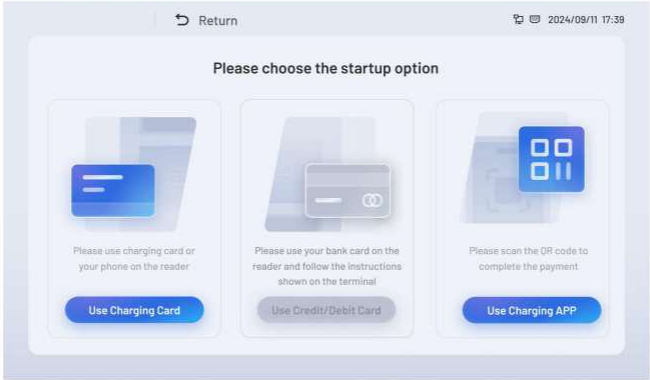 Return
2024/09/11 17:39
Please choose the startup option
Please use charging card or
your phone on the reader
Use Charging Card
Please use your bank card on the
reader and follow the instructions
shown on the terminal
Use Credit/Debit Card
Please scan the QR code to
complete the payment
Use Charging APP